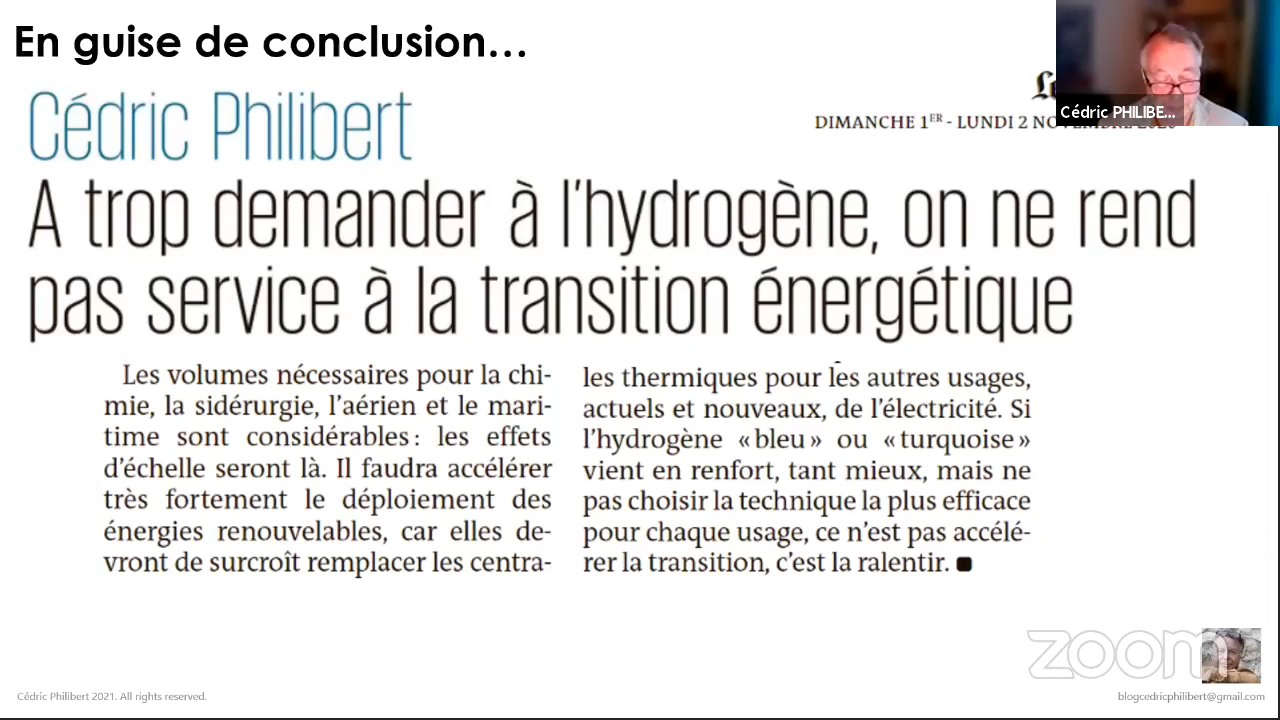 En guise de conclusion…
Cédric PHILIBE...
DIMANCHE 1ER - LUNDI 2
Cédric Philibert
A trop demander à l'hydrogène, on ne rend
pas service à la transition énergétique
Les volumes nécessaires pour la chi-
mie, la sidérurgie, l'aérien et le mari-
time sont considérables : les effets
d'échelle seront là. Il faudra accélérer
très fortement le déploiement des
énergies renouvelables, car elles de-
vront de surcroît remplacer les centra-
les thermiques pour les autres usages,
actuels et nouveaux, de l'électricité. Si
l'hydrogène « bleu » ou « turquoise »
vient en renfort, tant mieux, mais ne
pas choisir la technique la plus efficace
pour chaque usage, ce n'est pas accélé-
rer la transition, c'est la ralentir.
zoom
Cédric Philibert 2021. All rights reserved.
blogcedricphilibert@gmail.com